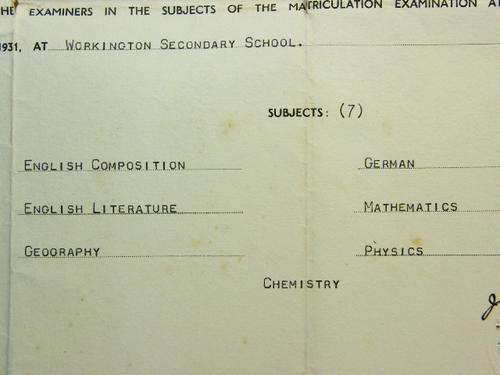 HE EXAMINERS IN THE SUBJECTS OF THE MATRICULATION EXAMINATION
1931, AT WORKINGTON SECONDARY SCHOOL.
SUBJECTS: (7)
ENGLISH COMPOSITION GERMAN
ENGLISH LITERATURE MATHEMATICS
GEOGRAPHY PHYSICS
CHEMISTRY